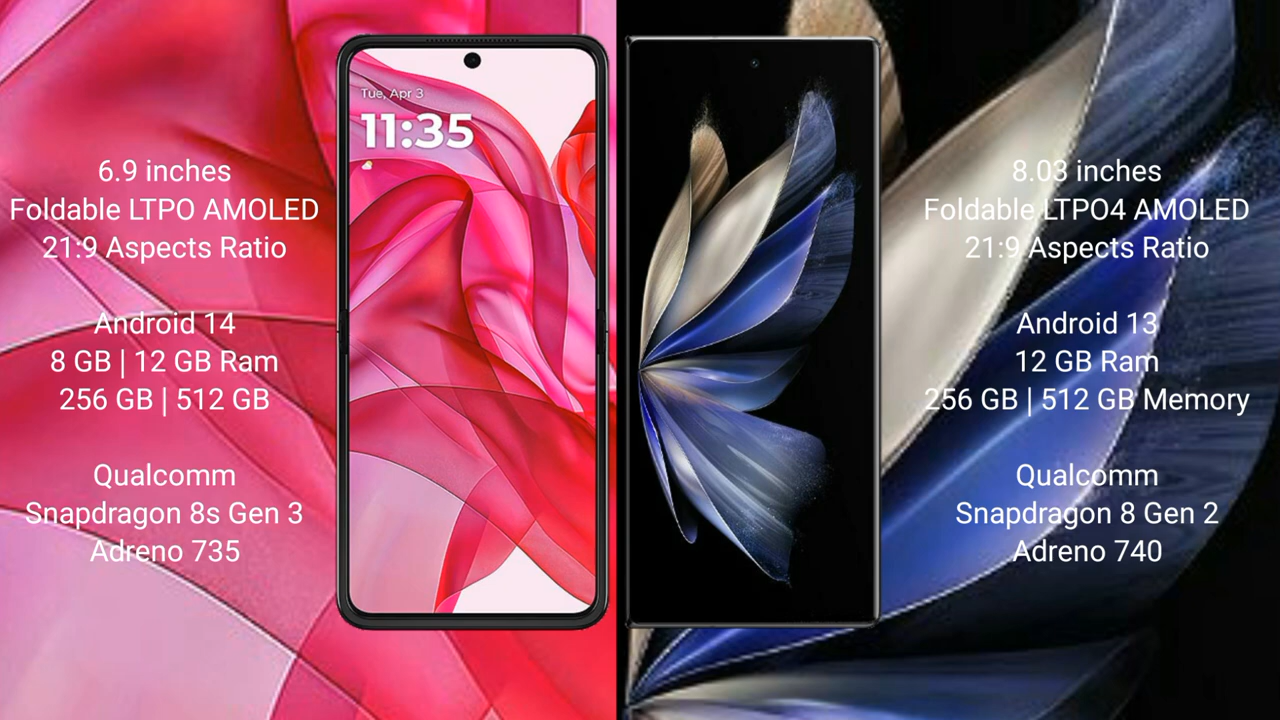 6.9 inches
Foldable LTPO AMOLED
21:9 Aspects Ratio
Android 14
8 GB | 12 GB Ram
256 GB | 512 GB
Qualcomm
Snapdragon 8s Gen 3
Adreno 735
Tue, Apr 3
11:35
8.03 inches
Foldable LTPO4 AMOLED
21:9 Aspects Ratio
Android 13
12 GB Ram
256 GB | 512 GB Memory
Qualcomm
Snapdragon 8 Gen 2
Adreno 740